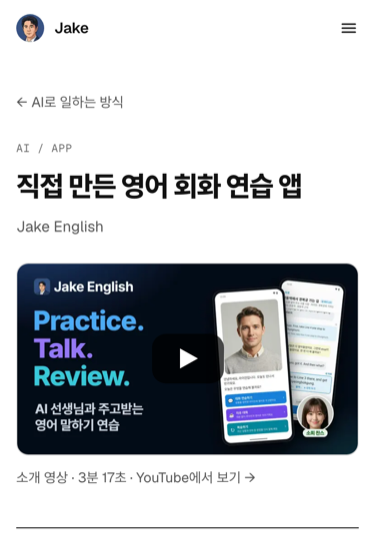 Jake
← AI로 일하는 방식
AI / APP
직접 만든 영어 회화 연습 앱
Jake English
Jake English
Practice.
Talk.
Review.
AI 선생님과 주고받는
영어 말하기 연습
소개 영상 · 3분 17초 · YouTube에서 보기 →